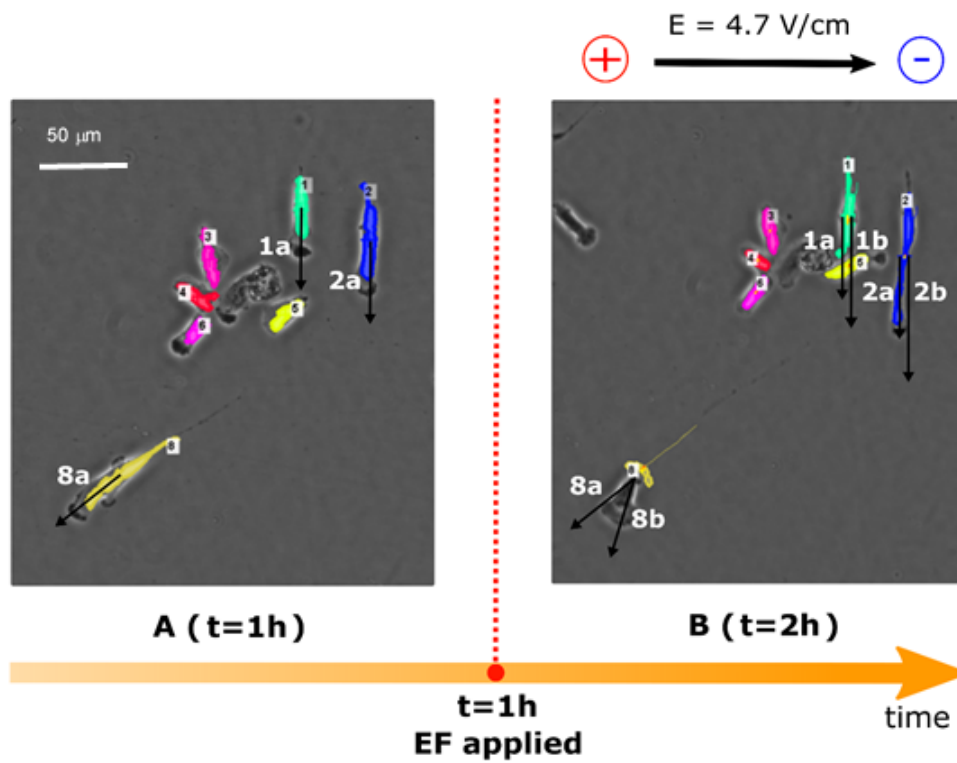 E = 4.7 V/cm
+
-
50 μm
1
2
3
4
5
6
8
1a
2a
8a
1
2
3
4
5
6
1a
1b
2a
2b
8a
8b
A (t=1h)
B (t=2h)
t=1h
EF applied
time